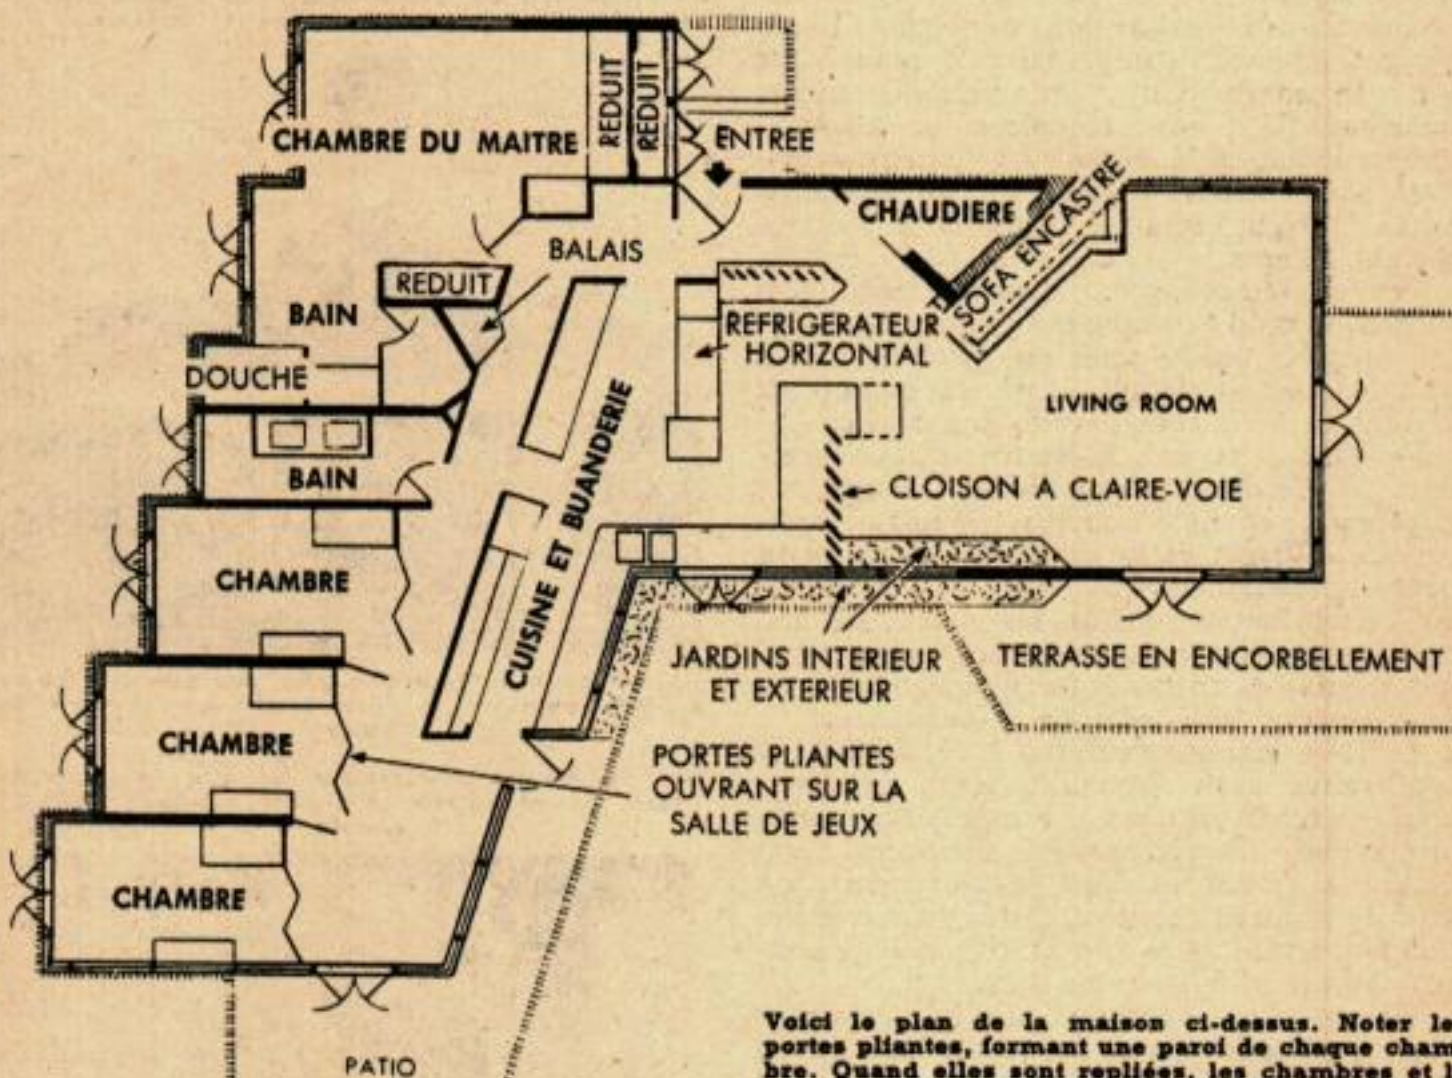 CHAMBRE DU MAITRE
REDUIT
REDUIT
ENTREE
CHAUDIERE
SOFA ENCASTRE
BALAIS
REDUIT
BAIN
REFRIGERATEUR
HORIZONTAL
DOUCHE
LIVING ROOM
BAIN
CUISINE ET BUANDERIE
CLOISON A CLAIRE-VOIE
CHAMBRE
JARDINS INTERIEUR
ET EXTERIEUR
TERRASSE EN ENCORBELLEMENT
CHAMBRE
PORTES PLIANTES
OUVRANT SUR LA
SALLE DE JEUX
CHAMBRE
PATIO
Voici le plan de la maison ci-dessus. Noter
portes pliantes, formant une paroi de chaque cham
bre. Quand elles sont repliées, les chambres et